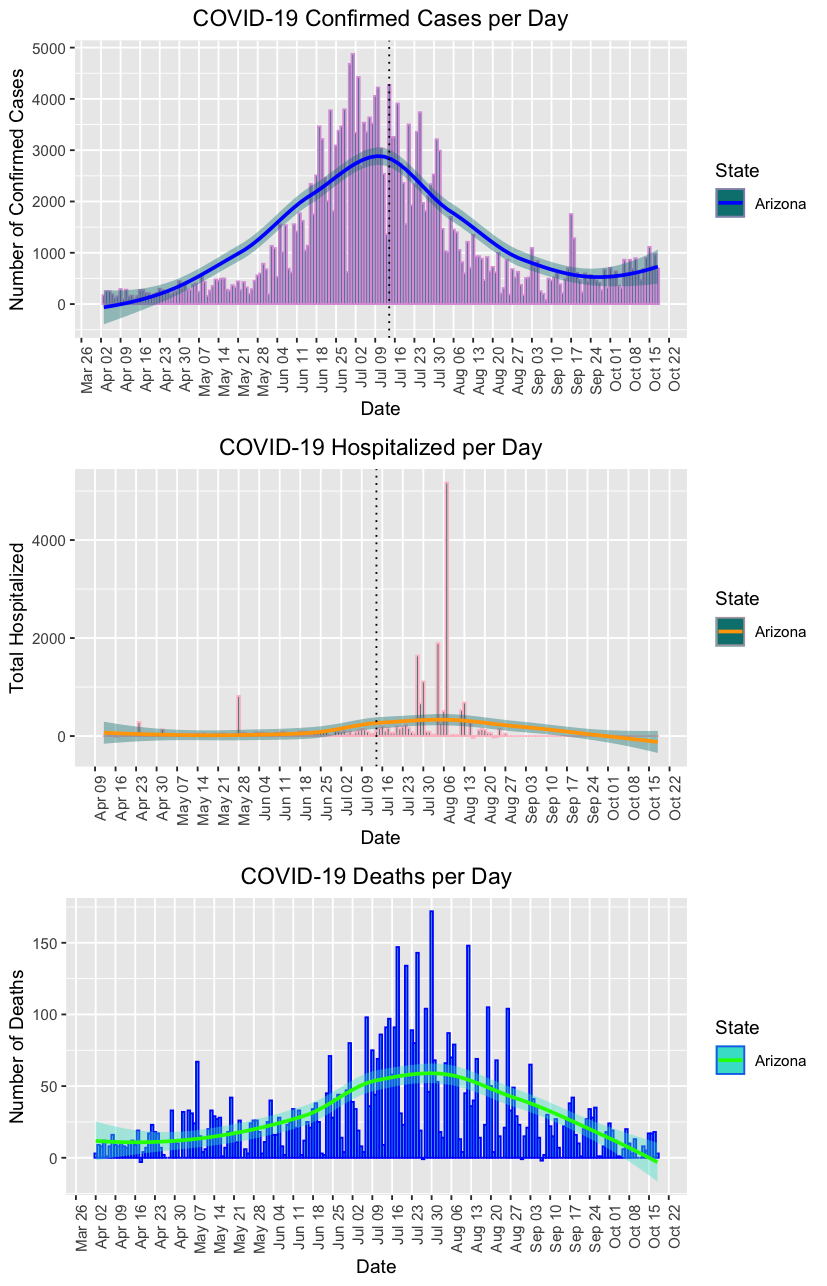 COVID-19 Confirmed Cases per Day
Number of Confirmed Cases
5000
4000
3000
2000
1000
0
Mar 26
Apr 02
Apr 09
Apr 16
Apr 23
Apr 30
May 07
May 14
May 21
May 28
Jun 04
Jun 11
Jun 18
Jun 25
Jul 02
Jul 09
Jul 16
Jul 23
Jul 30
Aug 06
Aug 13
Aug 20
Aug 27
Sep 03
Sep 10
Sep 17
Sep 24
Oct 01
Oct 08
Oct 15
Oct 22
Date
State
Arizona
COVID-19 Hospitalized per Day
Total Hospitalized
4000
2000
0
Apr 09
Apr 16
Apr 23
Apr 30
May 07
May 14
May 21
May 28
Jun 04
Jun 11
Jun 18
Jun 25
Jul 02
Jul 09
Jul 16
Jul 23
Jul 30
Aug 06
Aug 13
Aug 20
Aug 27
Sep 03
Sep 10
Sep 17
Sep 24
Oct 01
Oct 08
Oct 15
Oct 22
Date
State
Arizona
COVID-19 Deaths per Day
Number of Deaths
150
100
50
0
Mar 26
Apr 02
Apr 09
Apr 16
Apr 23
Apr 30
May 07
May 14
May 21
May 28
Jun 04
Jun 11
Jun 18
Jun 25
Jul 02
Jul 09
Jul 16
Jul 23
Jul 30
Aug 06
Aug 13
Aug 20
Aug 27
Sep 03
Sep 10
Sep 17
Sep 24
Oct 01
Oct 08
Oct 15
Oct 22
Date
State
Arizona